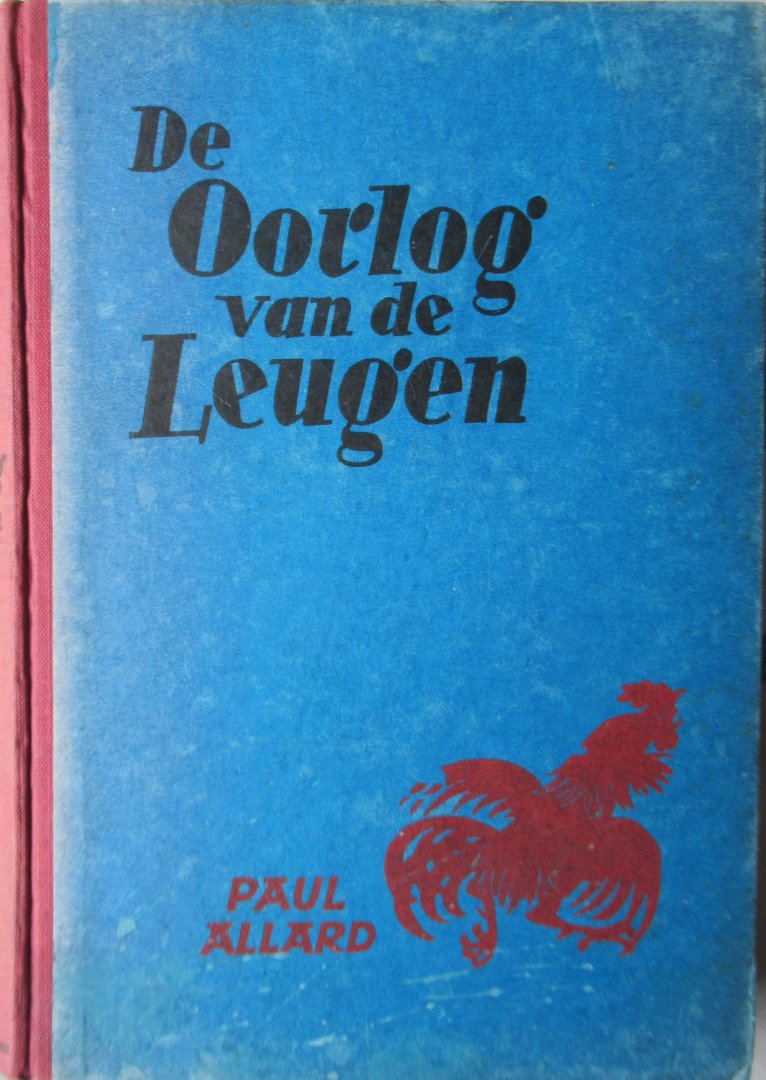 De
Oorlog
van de
Leugen
PAUL
ALLARD